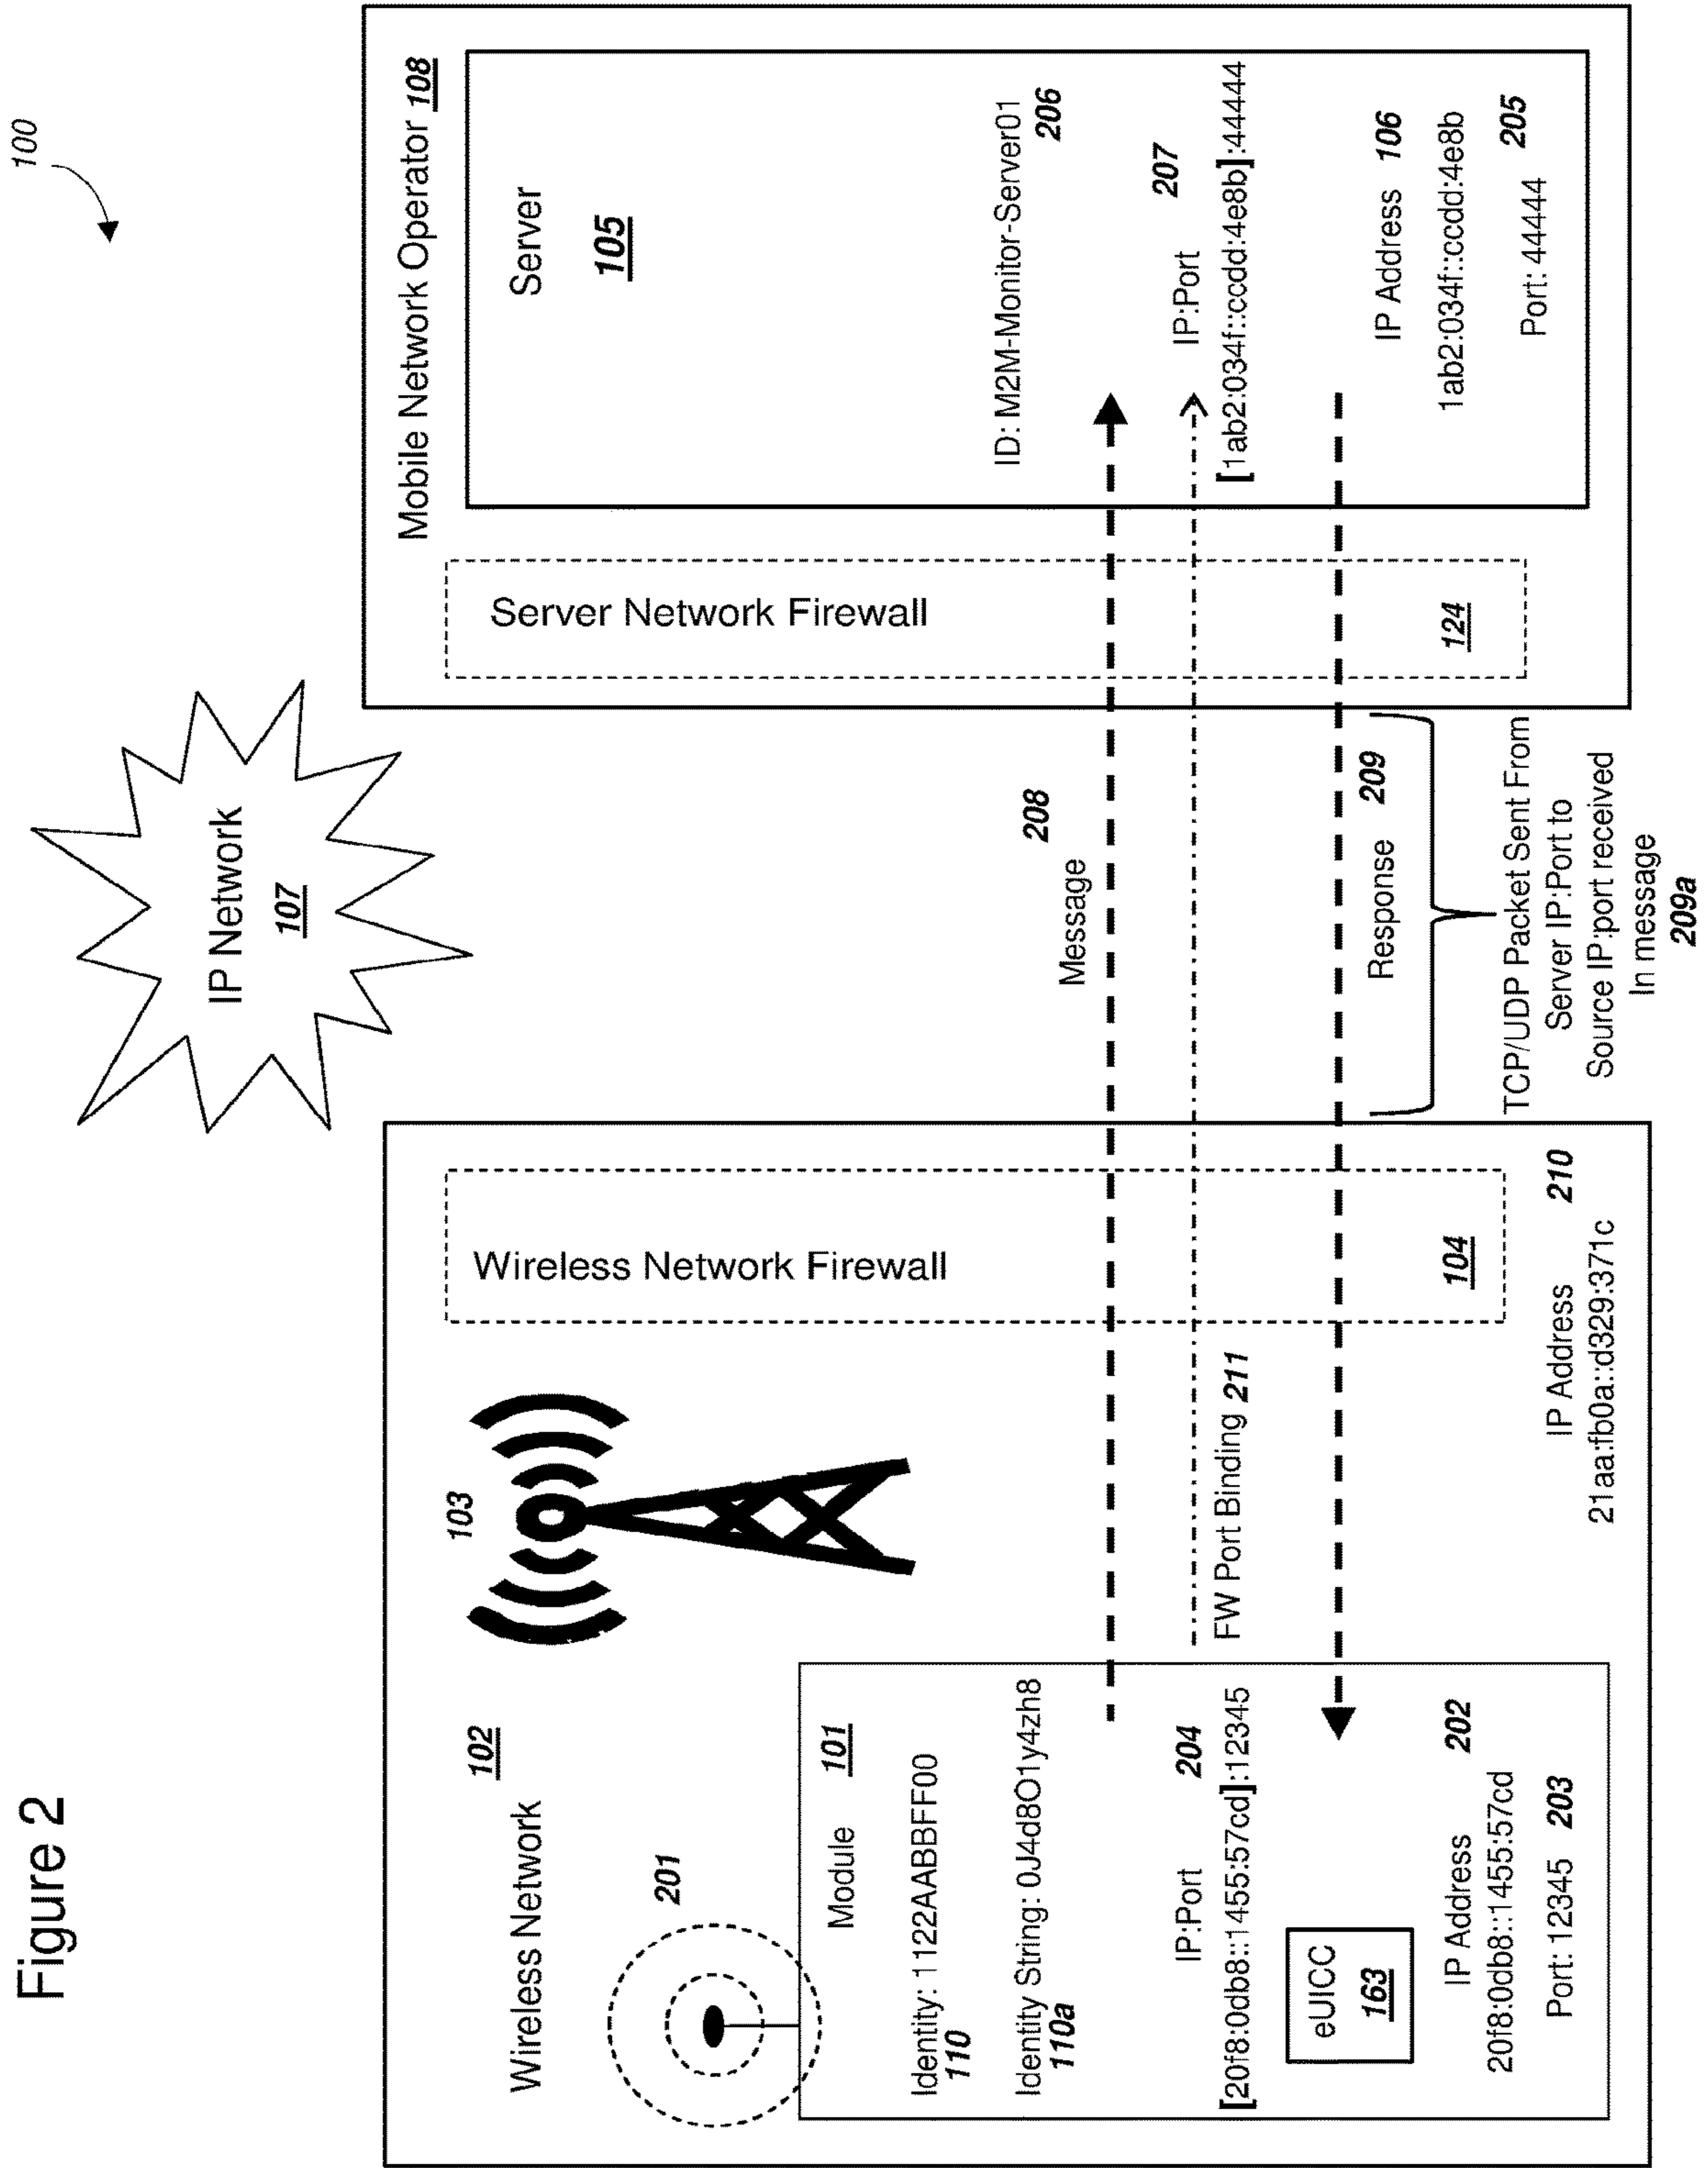 Figure 2
100
IP Network
107
Wireless Network
102
201
103
Module 101
Identity: 1122AABBFF00
110
Identity String: 0J4d8O1y4zh8
110a
IP:Port 204
[20f8:0db8::1455:57cd]:12345
eUICC
163
IP Address 202
20f8:0db8::1455:57cd
Port: 12345 203
Wireless Network Firewall
104
FW Port Binding 211
IP Address 210
21aa:fb0a::d329:371c
Message 208
Response 209
TCP/UDP Packet Sent From
Server IP:Port to
Source IP:port received
In message
209a
Mobile Network Operator 108
Server Network Firewall
124
Server
105
ID: M2M-Monitor-Server01
206
IP:Port 207
[1ab2:034f::ccdd:4e8b]:44444
IP Address 106
1ab2:034f::ccdd:4e8b
Port: 44444 205